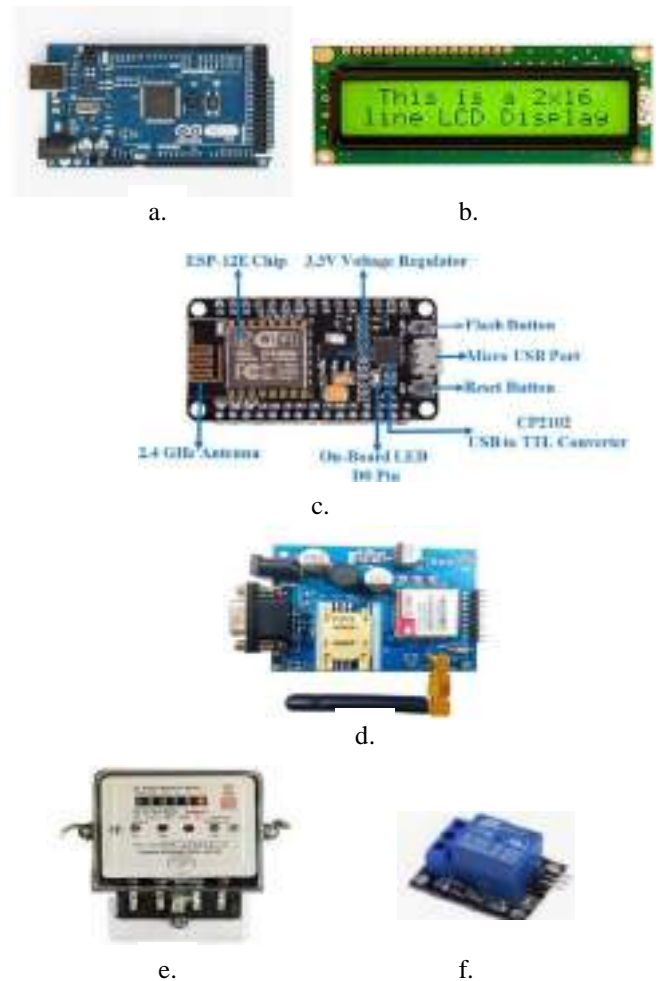 a.
This is a 2x16
line LCD Display
b.
ESP-12E Chip
3.3V Voltage Regulator
Flash Button
Micro USB Port
Reset Button
CP2102
USB to TTL Converter
2.4 GHz Antenna
On-Board LED
D0 Pin
c.
d.
e.
f.